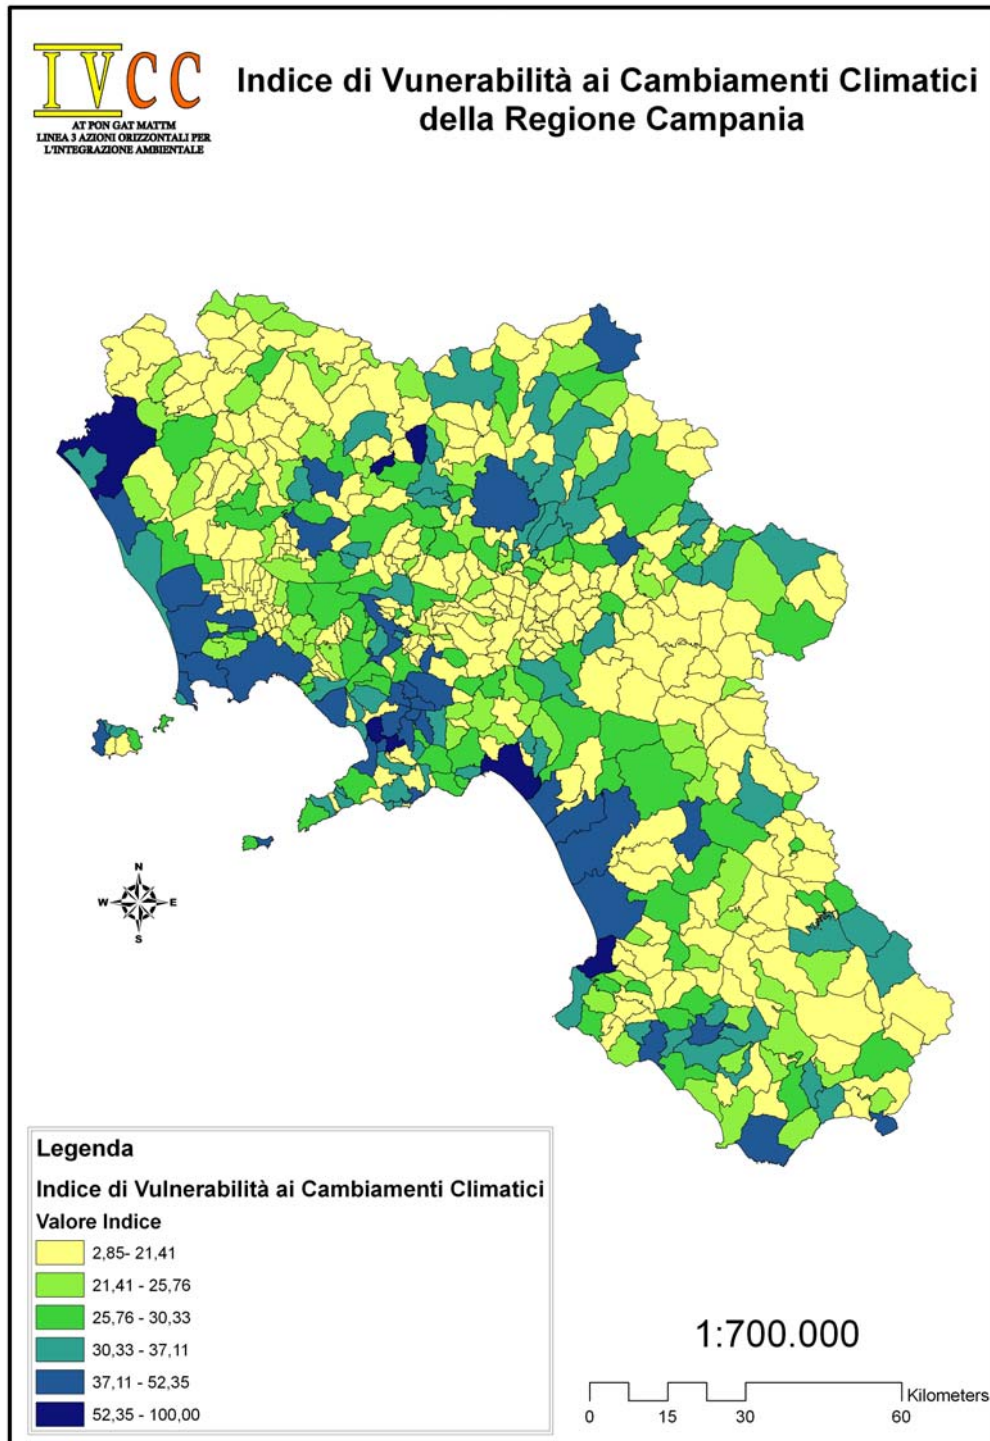 IVCC
AT PON GAT MATTM
LINEA 3 AZIONI ORIZZONTALI PER
L'INTEGRAZIONE AMBIENTALE
Indice di Vunerabilità ai Cambiamenti Climatici
della Regione Campania
N
W E
S
Legenda
Indice di Vulnerabilità ai Cambiamenti Climatici
Valore Indice
2,85- 21,41
21,41 - 25,76
25,76 - 30,33
30,33 - 37,11
37,11 - 52,35
52,35 - 100,00
1:700.000
Kilometers
0 15 30 60